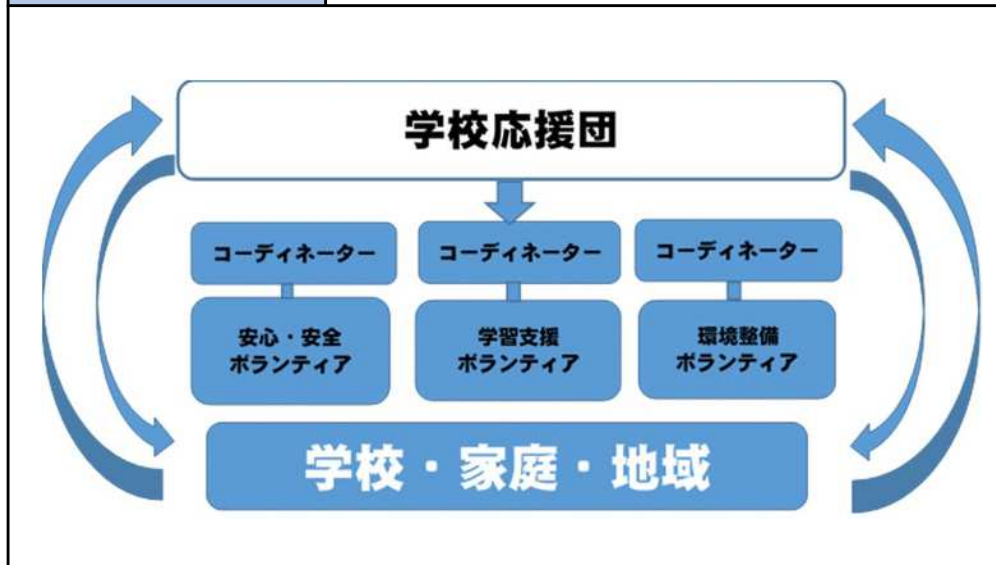 学校応援団
コーディネーター
コーディネーター
コーディネーター
安心・安全
ボランティア
学習支援
ボランティア
環境整備
ボランティア
学校・家庭・地域